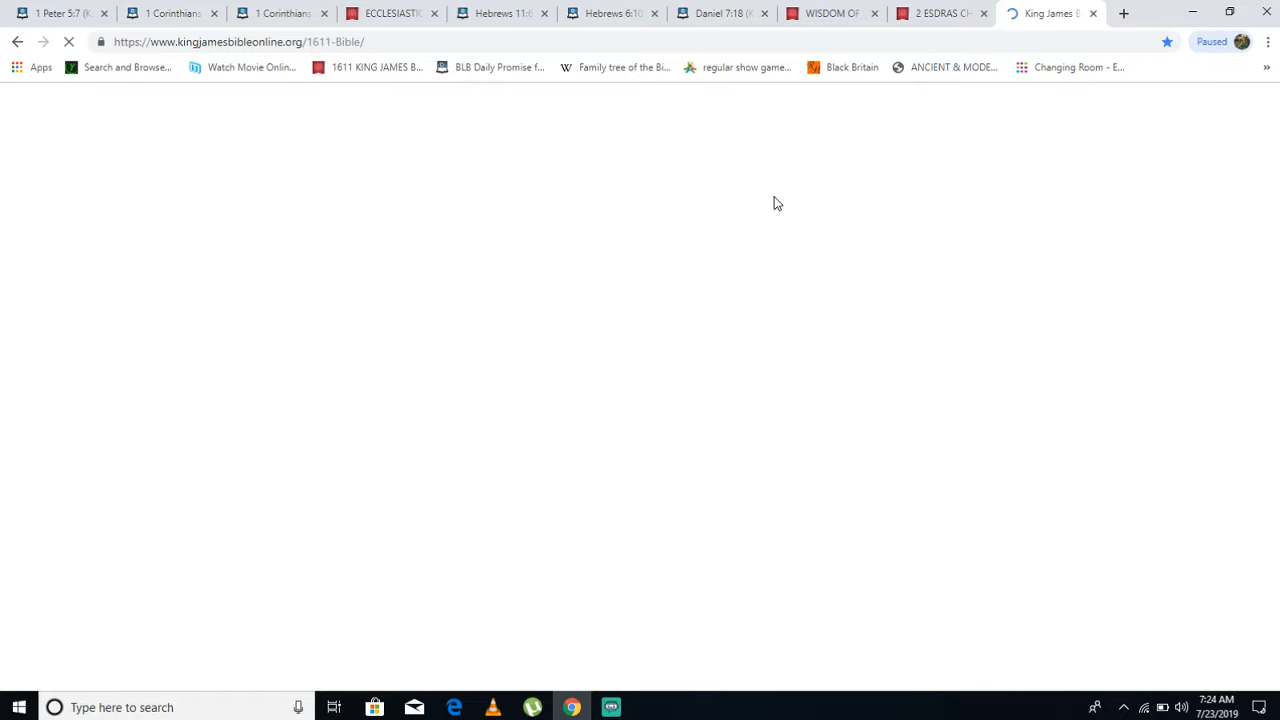 1 Peter 5:7 (K
1 Corinthians
1 Corinthians
ECCLESIASTIC
Hebrews 11:6
Hebrews 6:10
Daniel 7:18 (K
WISDOM OF
2 ESDRAS CH
King James B
https://www.kingjamesbibleonline.org/1611-Bible/
Paused
Apps
Search and Browse...
Watch Movie Onlin...
1611 KING JAMES B...
BLB Daily Promise f...
Family tree of the Bi...
regular show game...
Black Britain
ANCIENT & MODE...
Changing Room - E...
Type here to search
7:24 AM
7/23/2019